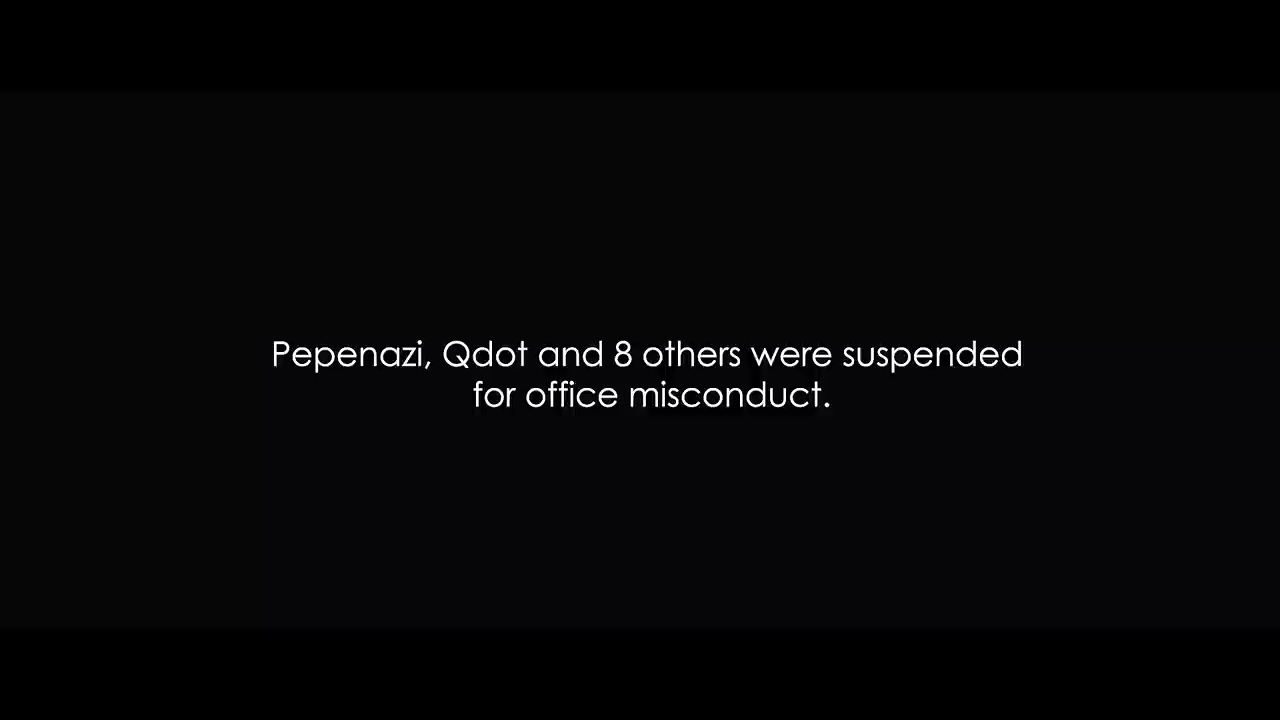 Pepenazi, Qdot and 8 others were suspended
for office misconduct.